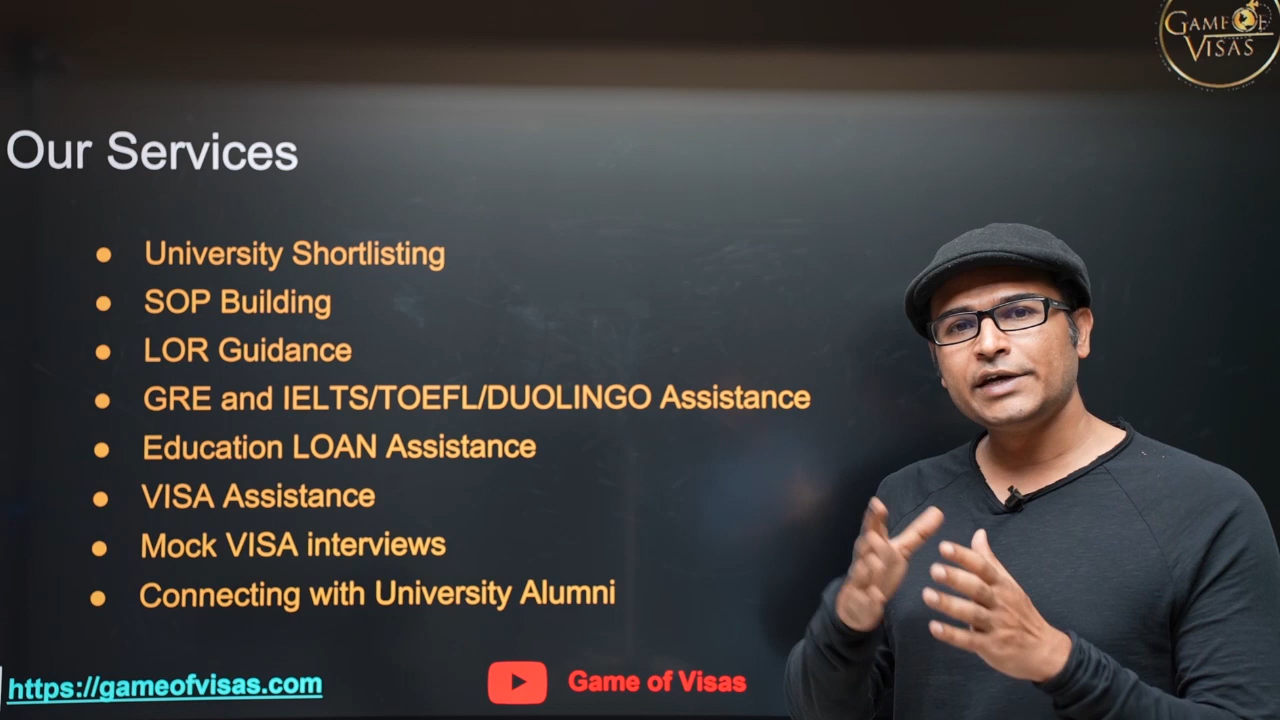 GAME OF
VISAS
Our Services
University Shortlisting
SOP Building
LOR Guidance
GRE and IELTS/TOEFL/DUOLINGO Assistance
Education LOAN Assistance
VISA Assistance
Mock VISA interviews
Connecting with University Alumni
https://gameofvisas.com
Game of Visas